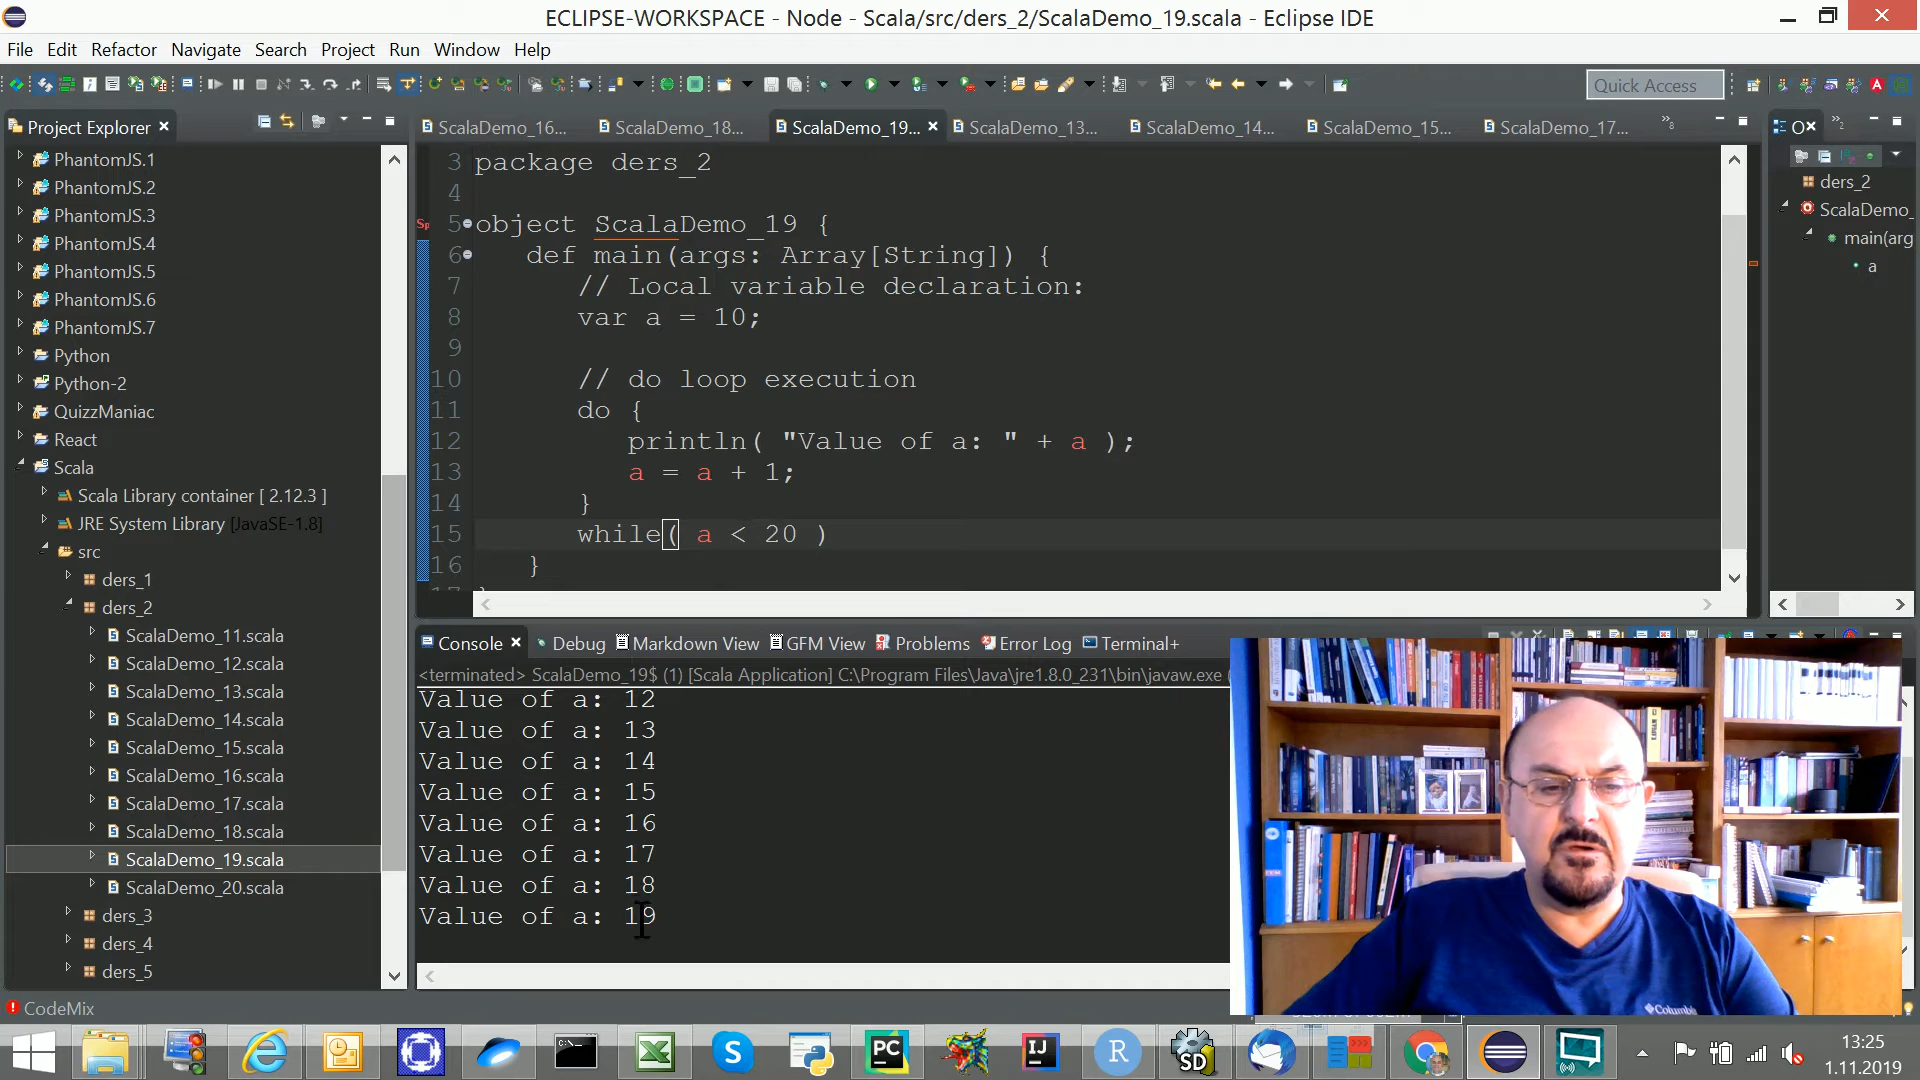 ECLIPSE-WORKSPACE - Node - Scala/src/ders_2/ScalaDemo_19.scala - Eclipse IDE
File Edit Refactor Navigate Search Project Run Window Help
Quick Access
Project Explorer
PhantomJS.1
PhantomJS.2
PhantomJS.3
PhantomJS.4
PhantomJS.5
PhantomJS.6
PhantomJS.7
Python
Python-2
QuizzManiac
React
Scala
Scala Library container [ 2.12.3 ]
JRE System Library [JavaSE-1.8]
src
ders_1
ders_2
ScalaDemo_11.scala
ScalaDemo_12.scala
ScalaDemo_13.scala
ScalaDemo_14.scala
ScalaDemo_15.scala
ScalaDemo_16.scala
ScalaDemo_17.scala
ScalaDemo_18.scala
ScalaDemo_19.scala
ScalaDemo_20.scala
ders_3
ders_4
ders_5
CodeMix
ScalaDemo_16... ScalaDemo_18... ScalaDemo_19... ScalaDemo_13... ScalaDemo_14... ScalaDemo_15... ScalaDemo_17...
3 package ders_2
4
5 object ScalaDemo_19 {
6 def main(args: Array[String]) {
7 // Local variable declaration:
8 var a = 10;
9
10 // do loop execution
11 do {
12 println( "Value of a: " + a );
13 a = a + 1;
14 }
15 while( a < 20 )
16 }
ders_2
ScalaDemo_
main(arg
a
Console Debug Markdown View GFM View Problems Error Log Terminal+
<terminated> ScalaDemo_19$ (1) [Scala Application] C:\Program Files\Java\jre1.8.0_231\bin\javaw.exe (
Value of a: 12
Value of a: 13
Value of a: 14
Value of a: 15
Value of a: 16
Value of a: 17
Value of a: 18
Value of a: 19
Columbia
13:25
1.11.2019